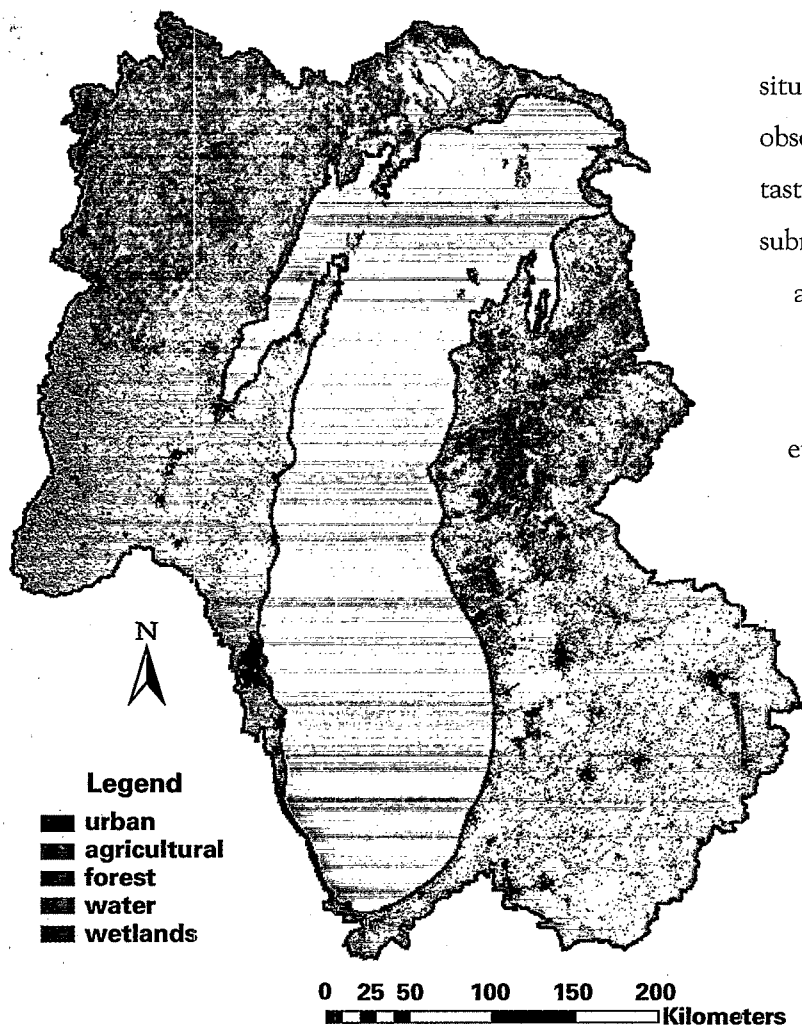 situ
obse
tast
subr
a
e
N
Legend
urban
agricultural
forest
water
wetlands
0 25 50 100 150 200
Kilometers